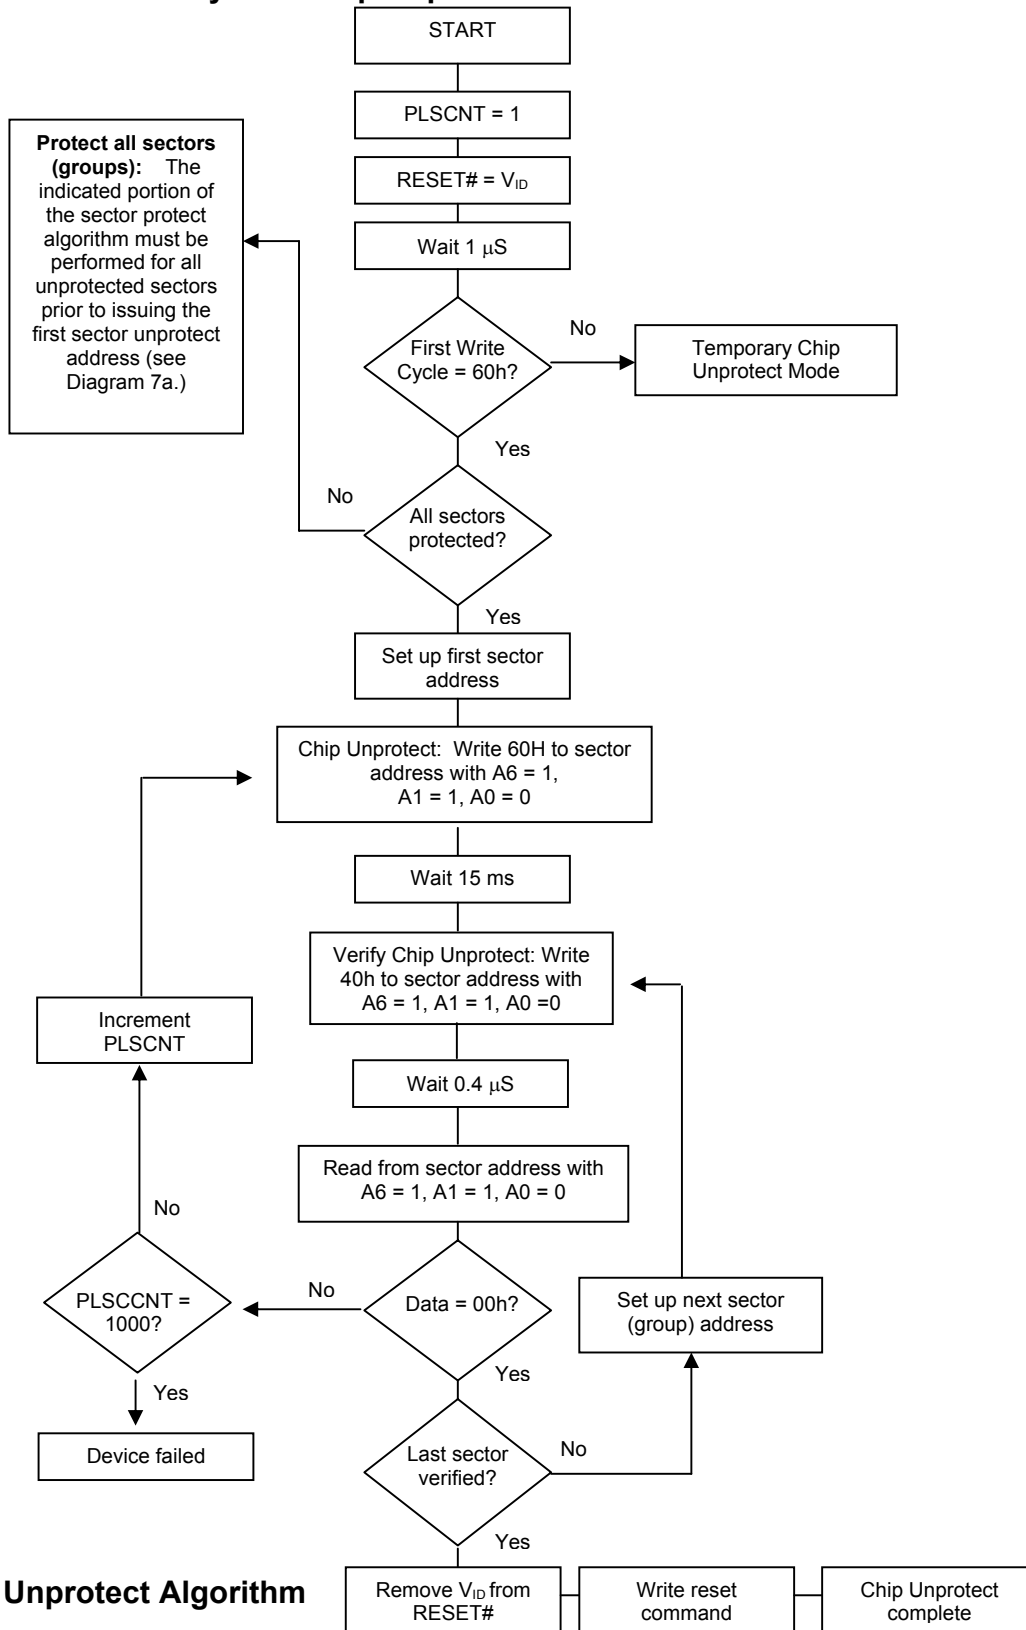 START
PLSCNT = 1
RESET# = VID
Wait 1 μS
Protect all sectors
(groups): The
indicated portion of
the sector protect
algorithm must be
performed for all
unprotected sectors
prior to issuing the
first sector unprotect
address (see
Diagram 7a.)
First Write
Cycle = 60h?
No
Temporary Chip
Unprotect Mode
Yes
No
All sectors
protected?
Yes
Set up first sector
address
Chip Unprotect: Write 60H to sector
address with A6 = 1,
A1 = 1, A0 = 0
Wait 15 ms
Verify Chip Unprotect: Write
40h to sector address with
A6 = 1, A1 = 1, A0 =0
Increment
PLSCNT
Wait 0.4 μS
Read from sector address with
A6 = 1, A1 = 1, A0 = 0
No
PLSCCNT =
1000?
No
Data = 00h?
Set up next sector
(group) address
Yes
Yes
Device failed
Last sector
verified?
No
Yes
Unprotect Algorithm
Remove VID from
RESET#
Write reset
command
Chip Unprotect
complete